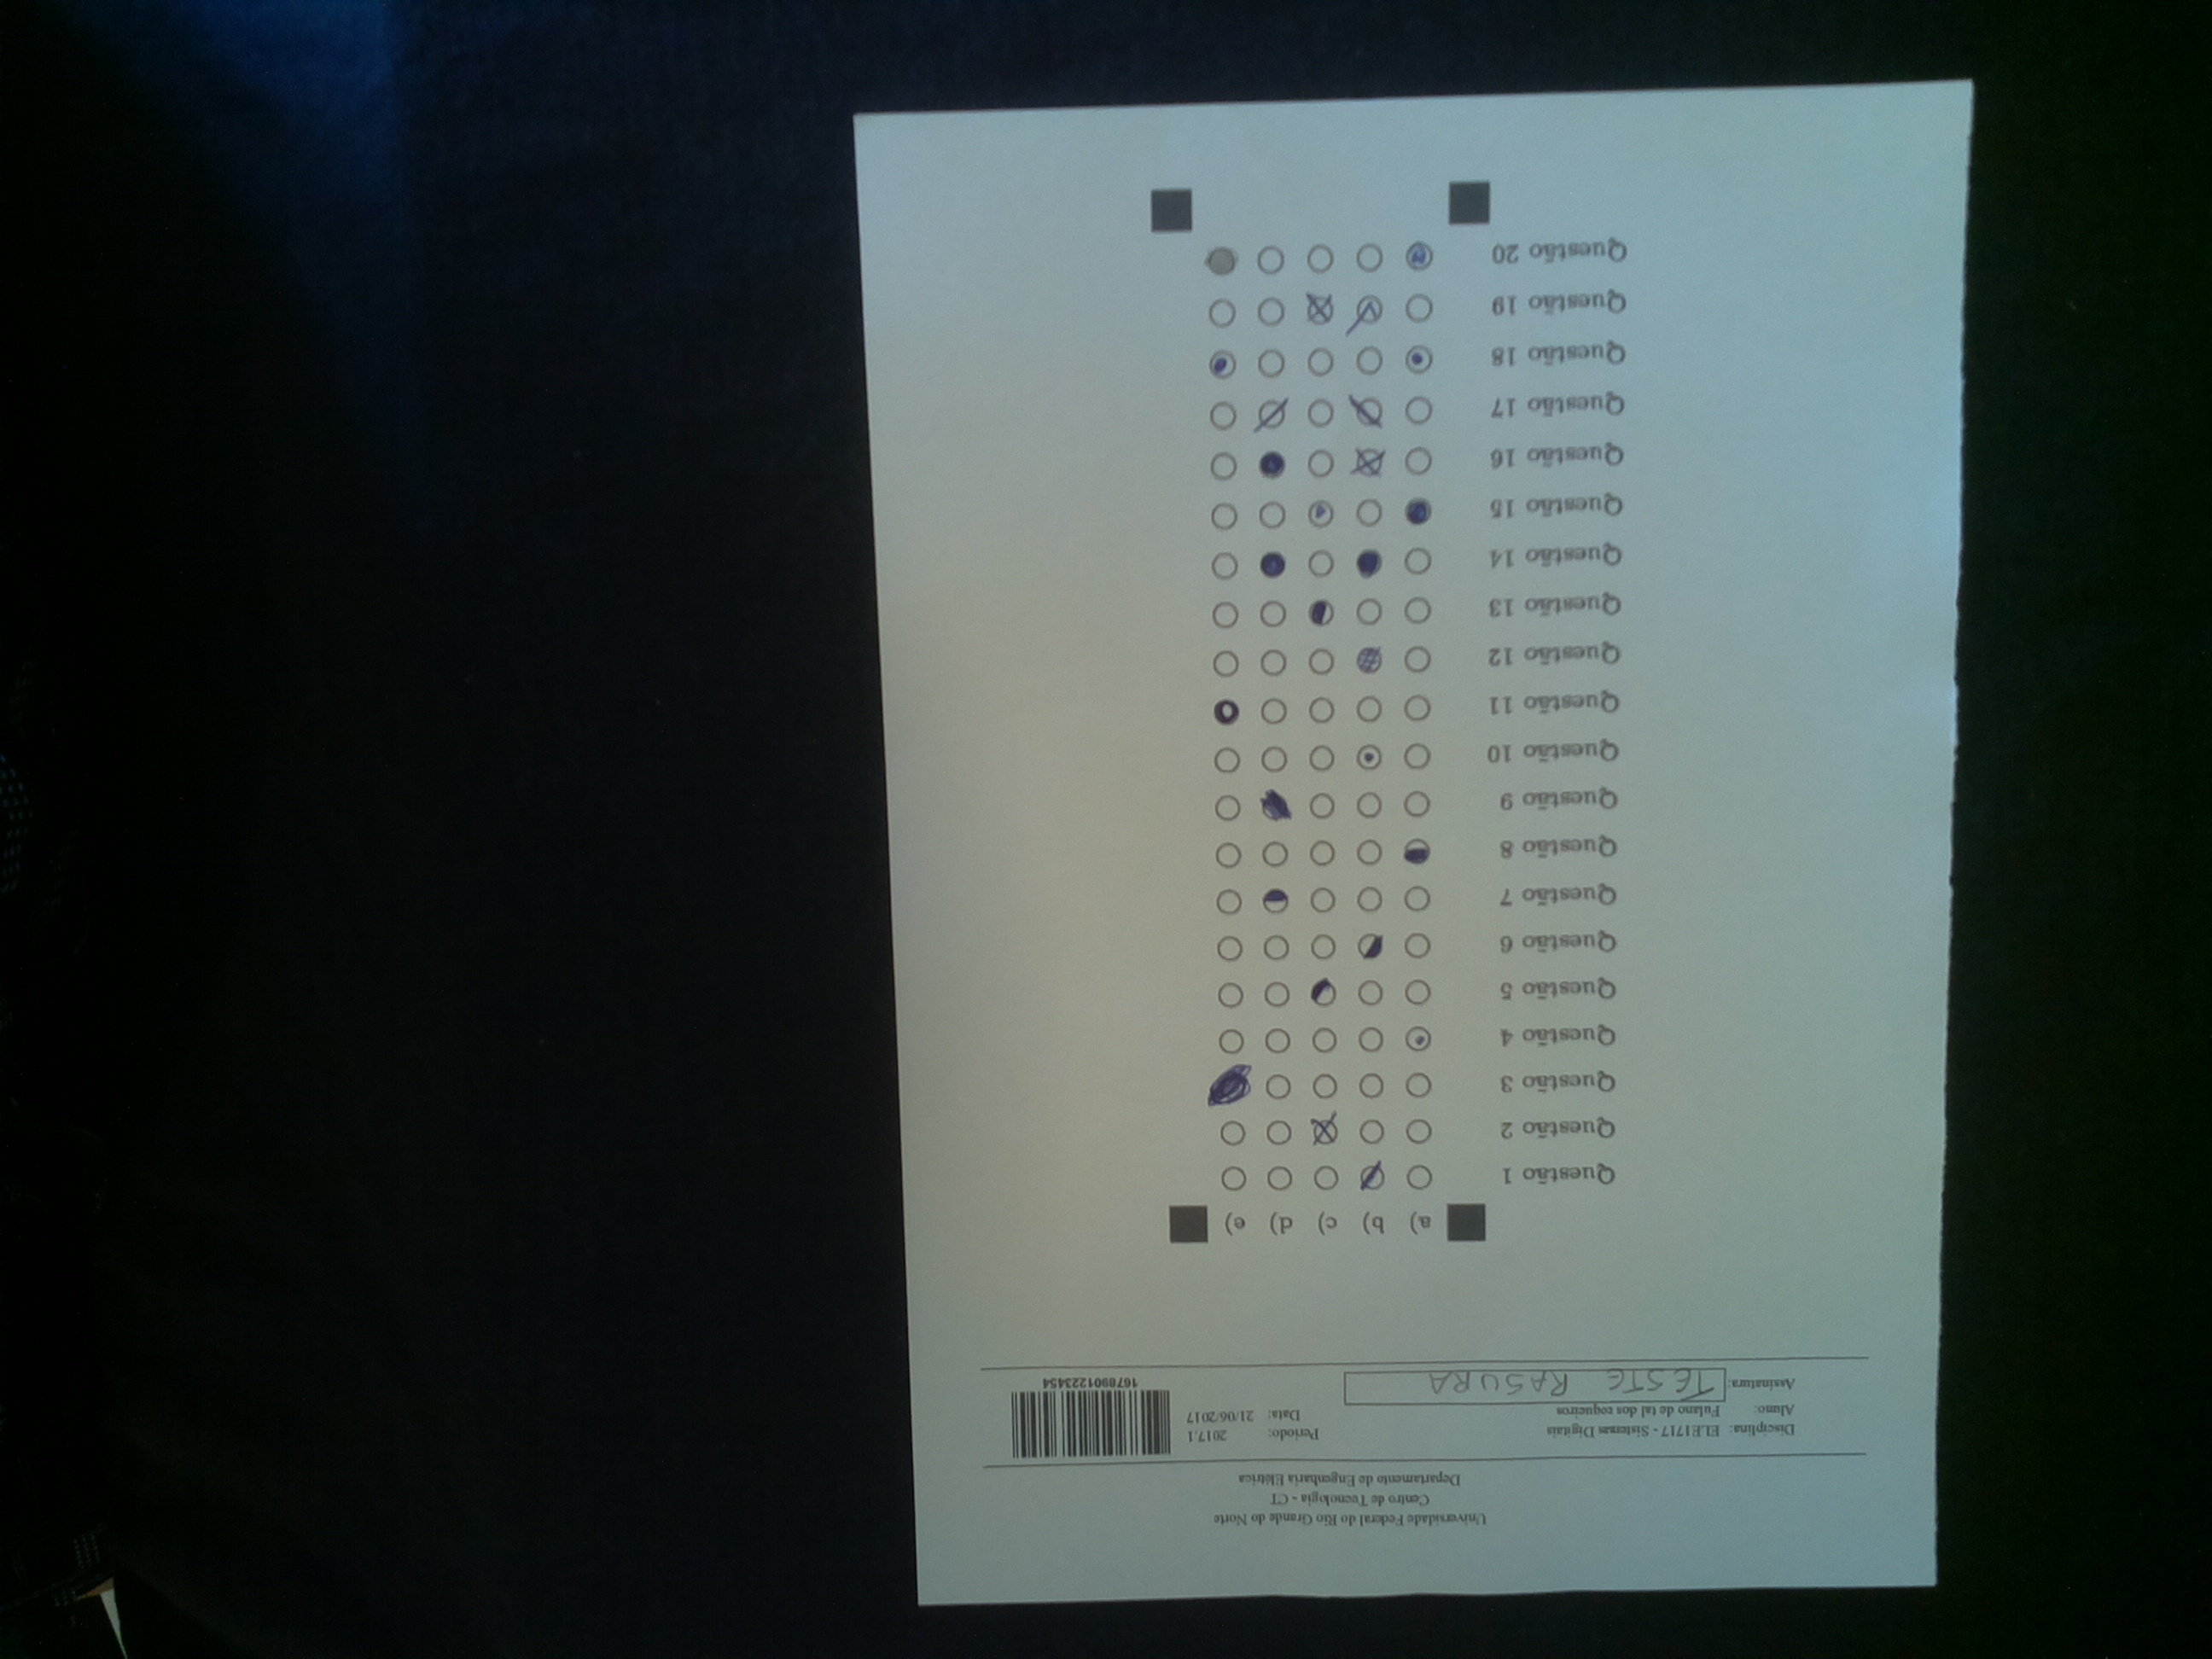 Universidade Federal do Rio Grande do Norte
Centro de Tecnologia - CT
Departamento de Engenharia Elétrica
Disciplina: ELE1717 - Sistemas Digitais Período: 2017.1
Aluno: Fulano de tal dos coqueiros Data: 21/06/2017
Assinatura: TESTE RASURA
1678901223454
a) b) c) d) e)
Questão 1
Questão 2
Questão 3
Questão 4
Questão 5
Questão 6
Questão 7
Questão 8
Questão 9
Questão 10
Questão 11
Questão 12
Questão 13
Questão 14
Questão 15
Questão 16
Questão 17
Questão 18
Questão 19
Questão 20